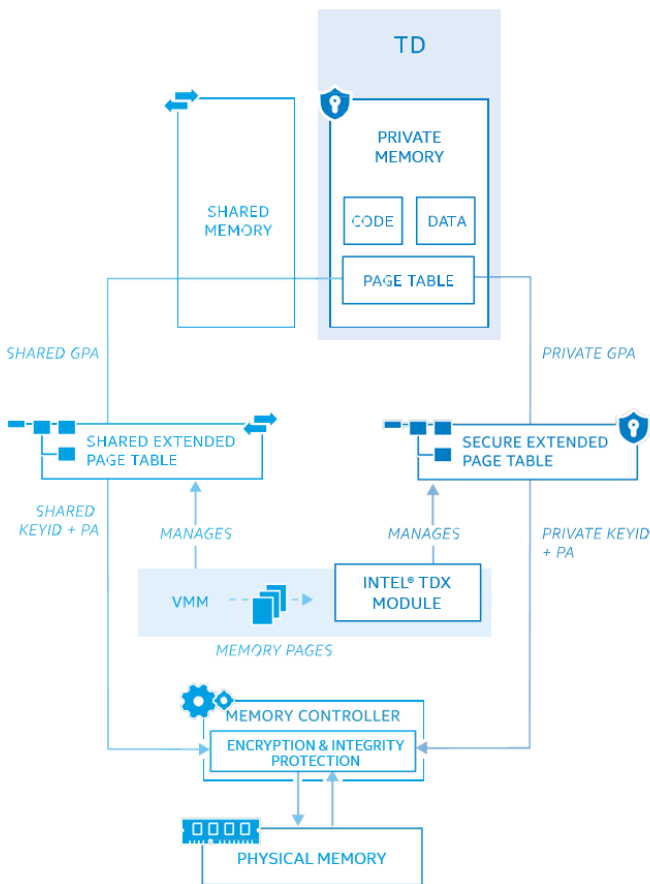 TD
PRIVATE
MEMORY
SHARED
MEMORY
CODE
DATA
PAGE TABLE
SHARED GPA
PRIVATE GPA
SHARED EXTENDED
PAGE TABLE
SECURE EXTENDED
PAGE TABLE
SHARED
KEYID + PA
MANAGES
MANAGES
PRIVATE KEYID
+ PA
VMM
INTEL® TDX
MODULE
MEMORY PAGES
MEMORY CONTROLLER
ENCRYPTION & INTEGRITY
PROTECTION
PHYSICAL MEMORY